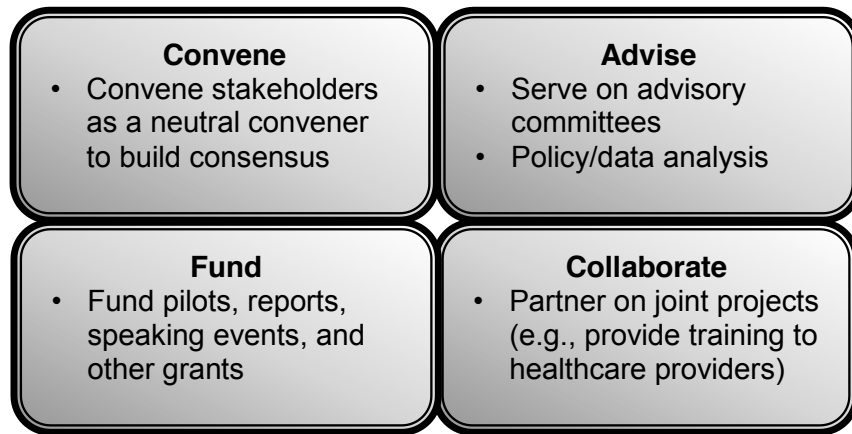 Convene
• Convene stakeholders
as a neutral convener
to build consensus
Advise
• Serve on advisory
committees
• Policy/data analysis
Fund
• Fund pilots, reports,
speaking events, and
other grants
Collaborate
• Partner on joint projects
(e.g., provide training to
healthcare providers)